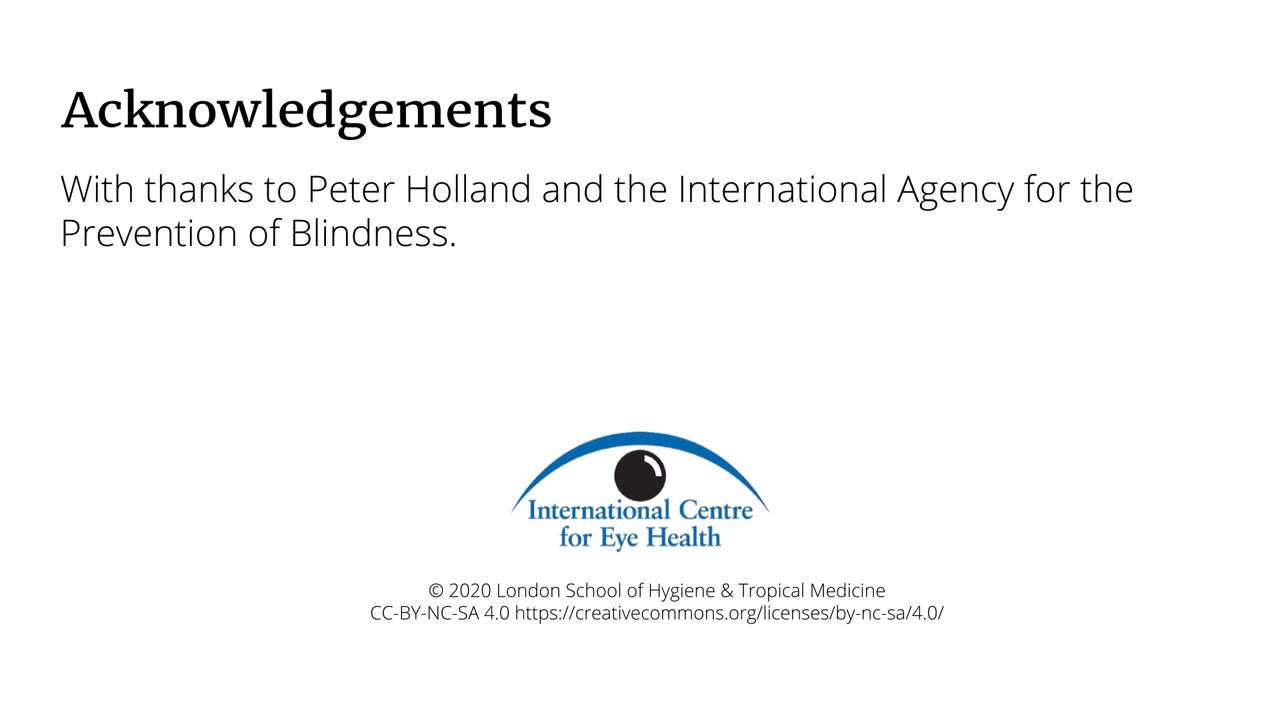 Acknowledgements
With thanks to Peter Holland and the International Agency for the
Prevention of Blindness.
International Centre
for Eye Health
© 2020 London School of Hygiene & Tropical Medicine
CC-BY-NC-SA 4.0 https://creativecommons.org/licenses/by-nc-sa/4.0/